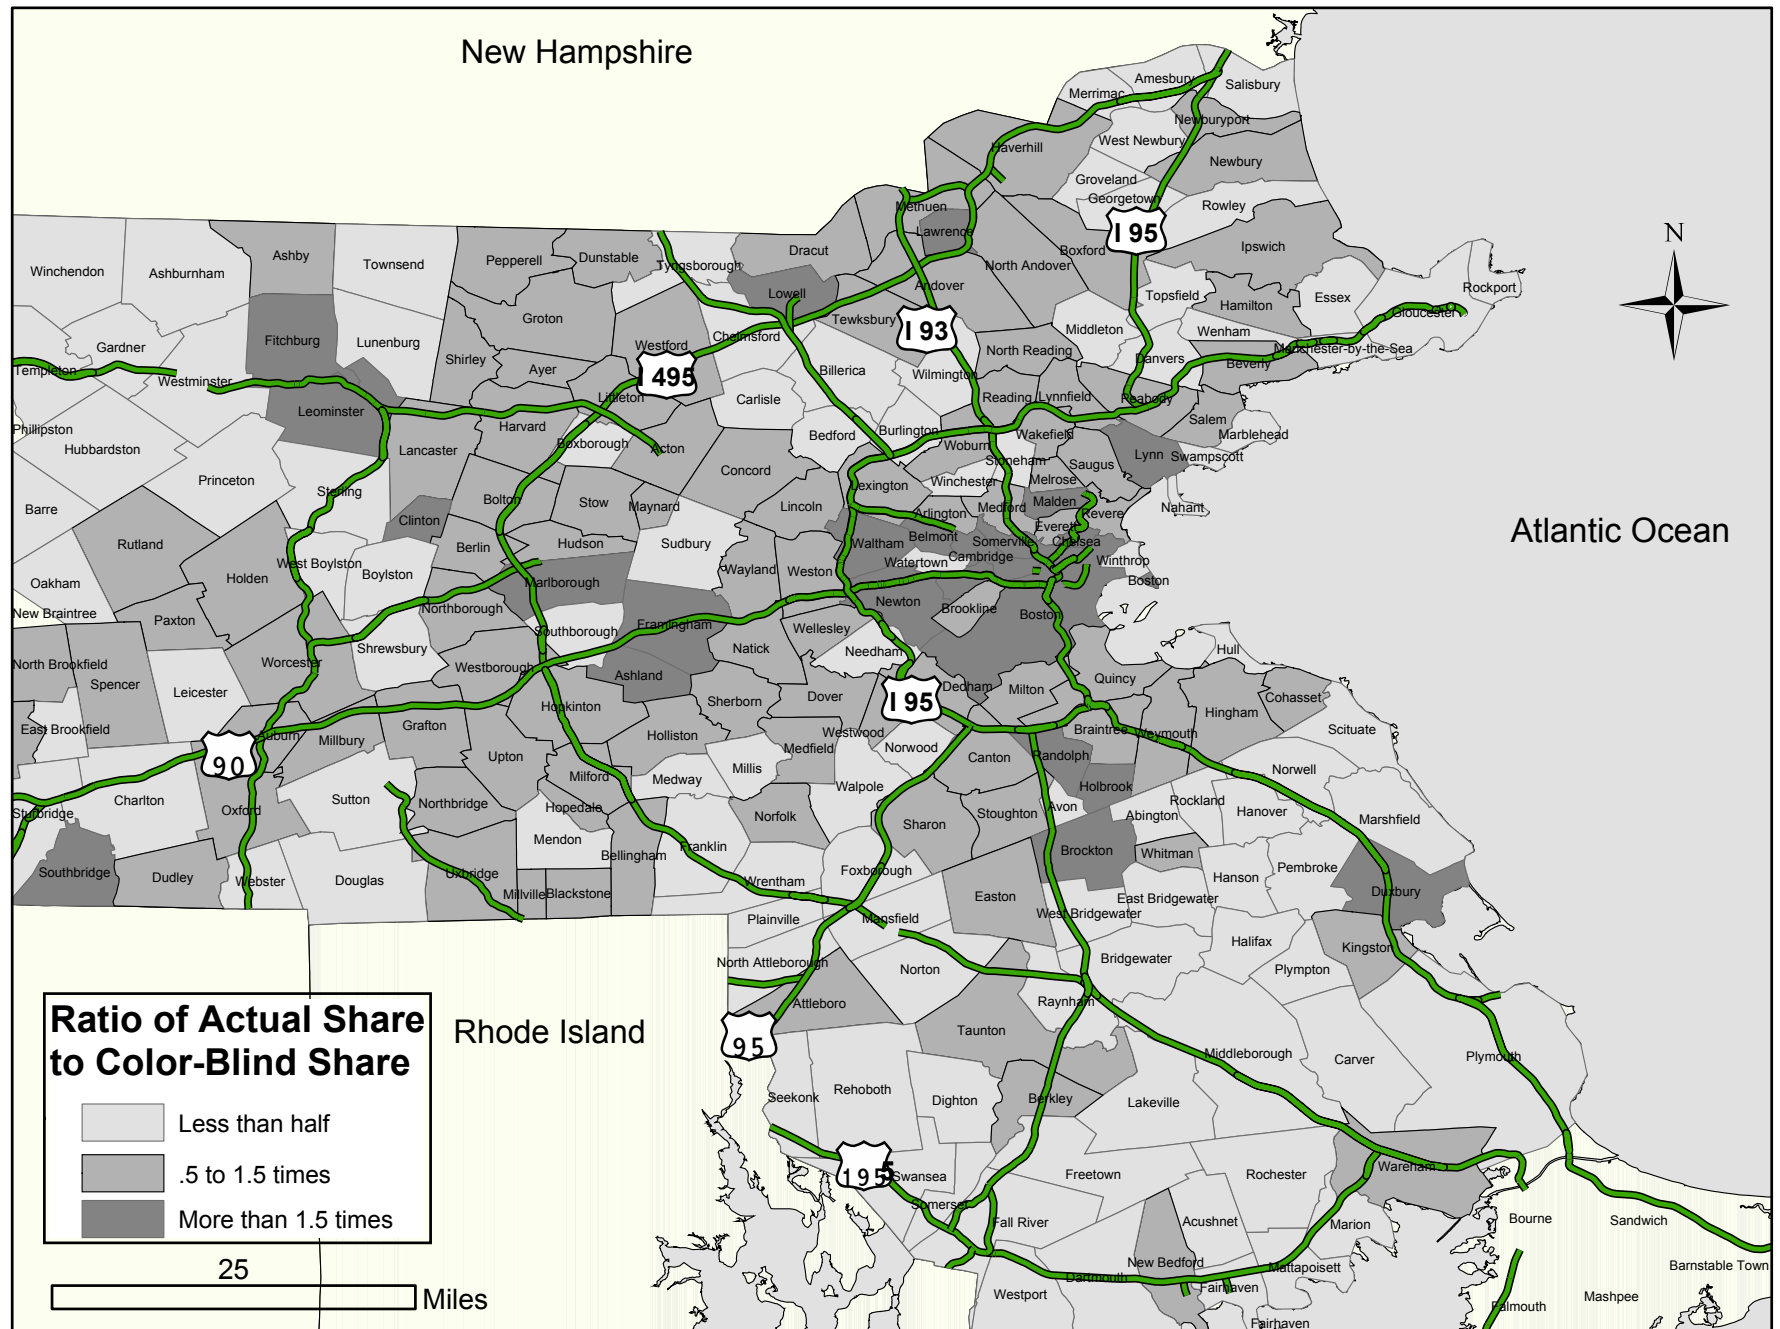 New Hampshire
Amesbury
Salisbury
Merrimac
Newburyport
West Newbury
Haverhill
Newbury
Groveland
Georgetown
Rowley
Methuen
Lawrence
I 95
N
Ipswich
Boxford
Ashby
Dracut
Pepperell
Dunstable
Townsend
Tyngsborough
North Andover
Winchendon
Ashburnham
Andover
Lowell
Topsfield
Hamilton
Essex
Rockport
Gloucester
Groton
Tewksbury
I 93
Middleton
Wenham
Chelmsford
Fitchburg
Lunenburg
Gardner
Westford
North Reading
Manchester-by-the-Sea
Shirley
Danvers
Beverly
Templeton
Westminster
Ayer
I 495
Billerica
Wilmington
Littleton
Carlisle
Reading
Lynnfield
Peabody
Leominster
Harvard
Salem
Phillipston
Hubbardston
Boxborough
Bedford
Burlington
Wakefield
Marblehead
Lancaster
Acton
Woburn
Stoneham
Saugus
Lynn
Swampscott
Princeton
Concord
Winchester
Melrose
Sterling
Bolton
Stow
Maynard
Lincoln
Lexington
Medford
Malden
Nahant
Barre
Clinton
Arlington
Revere
Everett
Atlantic Ocean
Rutland
Berlin
Hudson
Sudbury
Waltham
Belmont
Somerville
Chelsea
Cambridge
West Boylston
Boylston
Watertown
Winthrop
Oakham
Holden
Marlborough
Wayland
Weston
Boston
New Braintree
Paxton
Northborough
Newton
Brookline
Boston
Southborough
Framingham
Wellesley
Shrewsbury
Natick
Needham
Hull
North Brookfield
Worcester
Westborough
Spencer
Leicester
Ashland
Dedham
Milton
Quincy
Sherborn
Dover
I 95
Cohasset
Hopkinton
Hingham
East Brookfield
Auburn
Millbury
Grafton
Holliston
Westwood
Braintree
Weymouth
Scituate
Medfield
Norwood
90
Upton
Canton
Randolph
Milford
Medway
Millis
Norwell
Walpole
Holbrook
Charlton
Sutton
Northbridge
Hopedale
Avon
Rockland
Sturbridge
Oxford
Norfolk
Sharon
Stoughton
Abington
Hanover
Marshfield
Mendon
Bellingham
Franklin
Brockton
Whitman
Southbridge
Dudley
Webster
Douglas
Uxbridge
Foxborough
Hanson
Pembroke
Wrentham
Millville
Blackstone
Easton
East Bridgewater
Duxbury
West Bridgewater
Plainville
Mansfield
Halifax
Kingston
North Attleborough
Norton
Bridgewater
Plympton
Attleboro
Raynham
Ratio of Actual Share
to Color-Blind Share
Rhode Island
95
Taunton
Middleborough
Carver
Plymouth
Seekonk
Rehoboth
Dighton
Berkley
Lakeville
Less than half
.5 to 1.5 times
More than 1.5 times
195
5
Swansea
Freetown
Rochester
Wareham
Somerset
Fall River
Acushnet
Marion
Bourne
Sandwich
25
Miles
New Bedford
Mattapoisett
Dartmouth
Fairhaven
Barnstable Town
Westport
Mashpee
Falmouth
Fairhaven